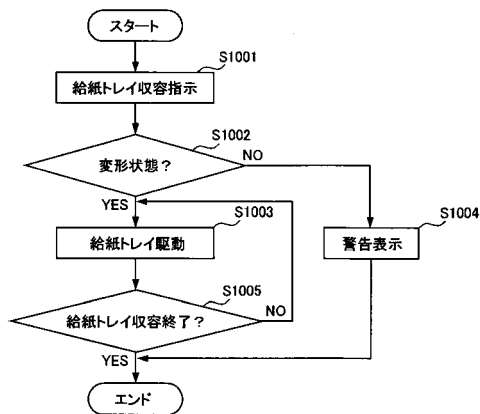 スタート
S1001
給紙トレイ収容指示
S1002
変形状態？
NO
YES
S1003
給紙トレイ駆動
S1004
警告表示
S1005
給紙トレイ収容終了？
NO
YES
エンド